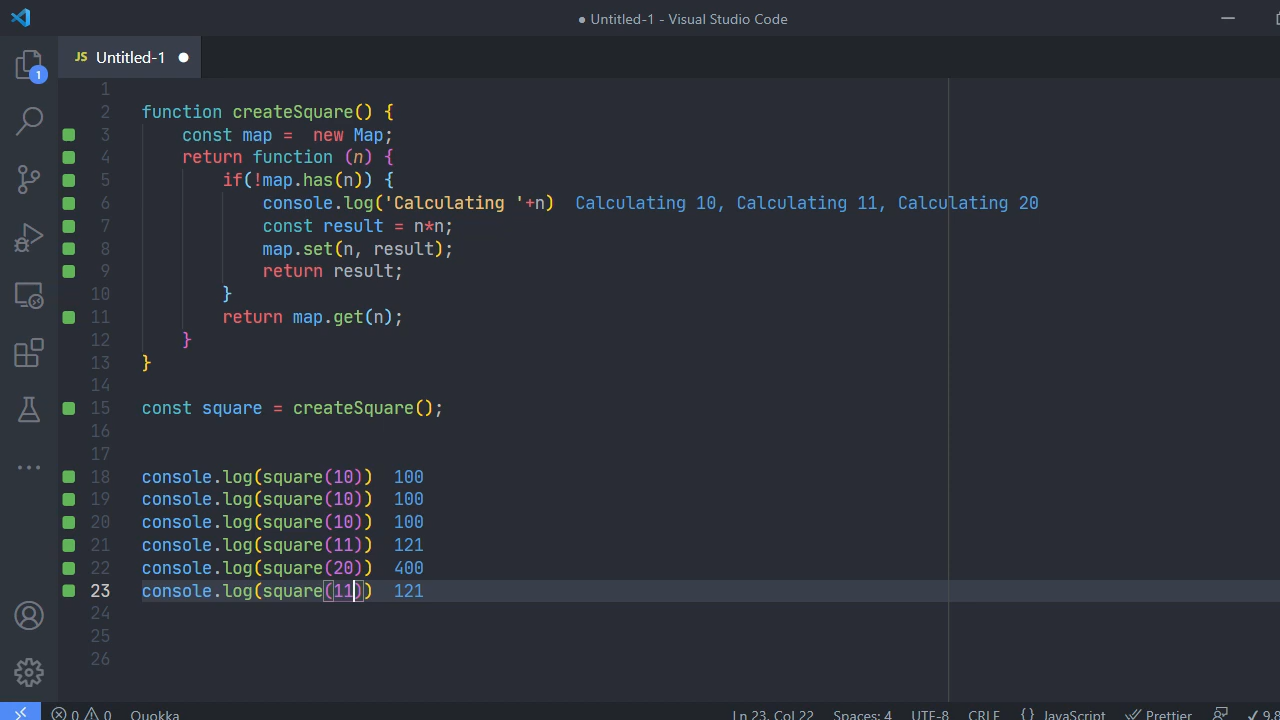 ● Untitled-1 - Visual Studio Code
JS Untitled-1 ●
1
1
2 function createSquare() {
3 const map =  new Map;
4 return function (n) {
5 if(!map.has(n)) {
6 console.log('Calculating '+n)  Calculating 10, Calculating 11, Calculating 20
7 const result = n*n;
8 map.set(n, result);
9 return result;
10 }
11 return map.get(n);
12 }
13 }
14
15 const square = createSquare();
16
17
18 console.log(square(10))  100
19 console.log(square(10))  100
20 console.log(square(10))  100
21 console.log(square(11))  121
22 console.log(square(20))  400
23 console.log(square(11))  121
24
25
26
0 0 Quokka Ln 23, Col 22 Spaces: 4 UTF-8 CRLF {} JavaScript Prettier